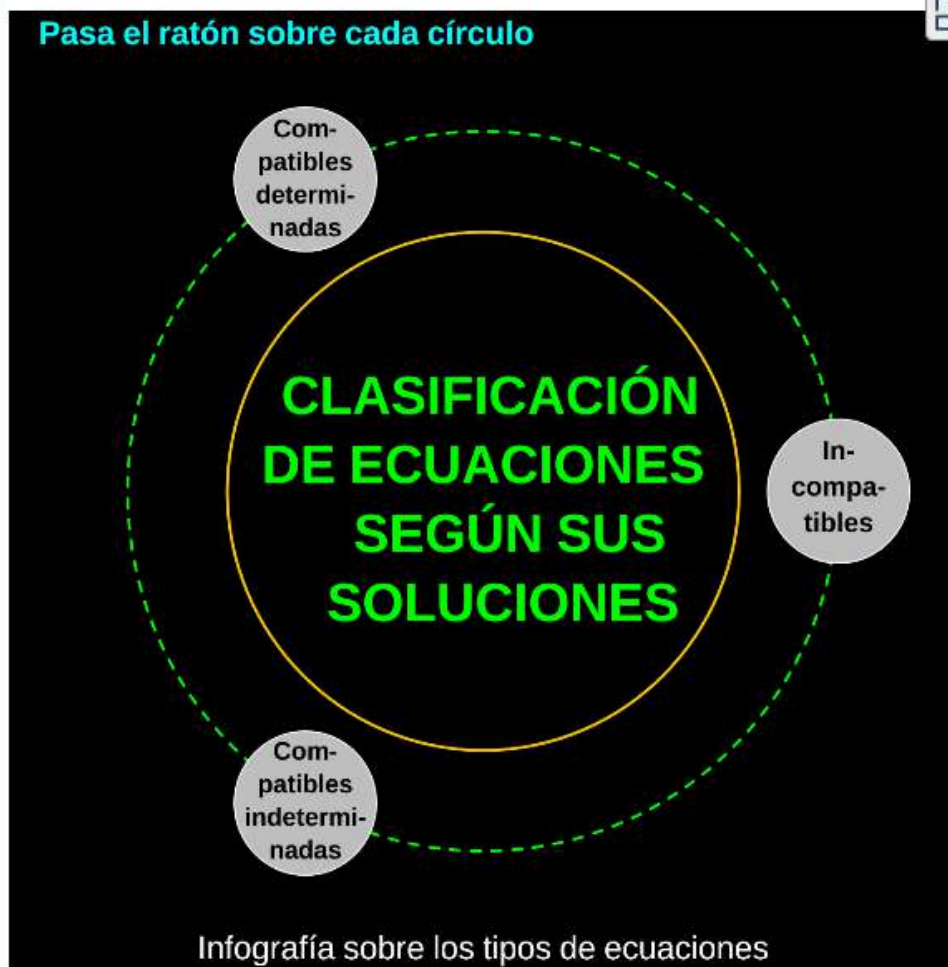 Pasa el ratón sobre cada círculo
Com-
patibles
determi-
nadas
CLASIFICACIÓN
DE ECUACIONES
SEGÚN SUS
SOLUCIONES
In-
compa-
tibles
Com-
patibles
indetermi-
nadas
Infografía sobre los tipos de ecuaciones